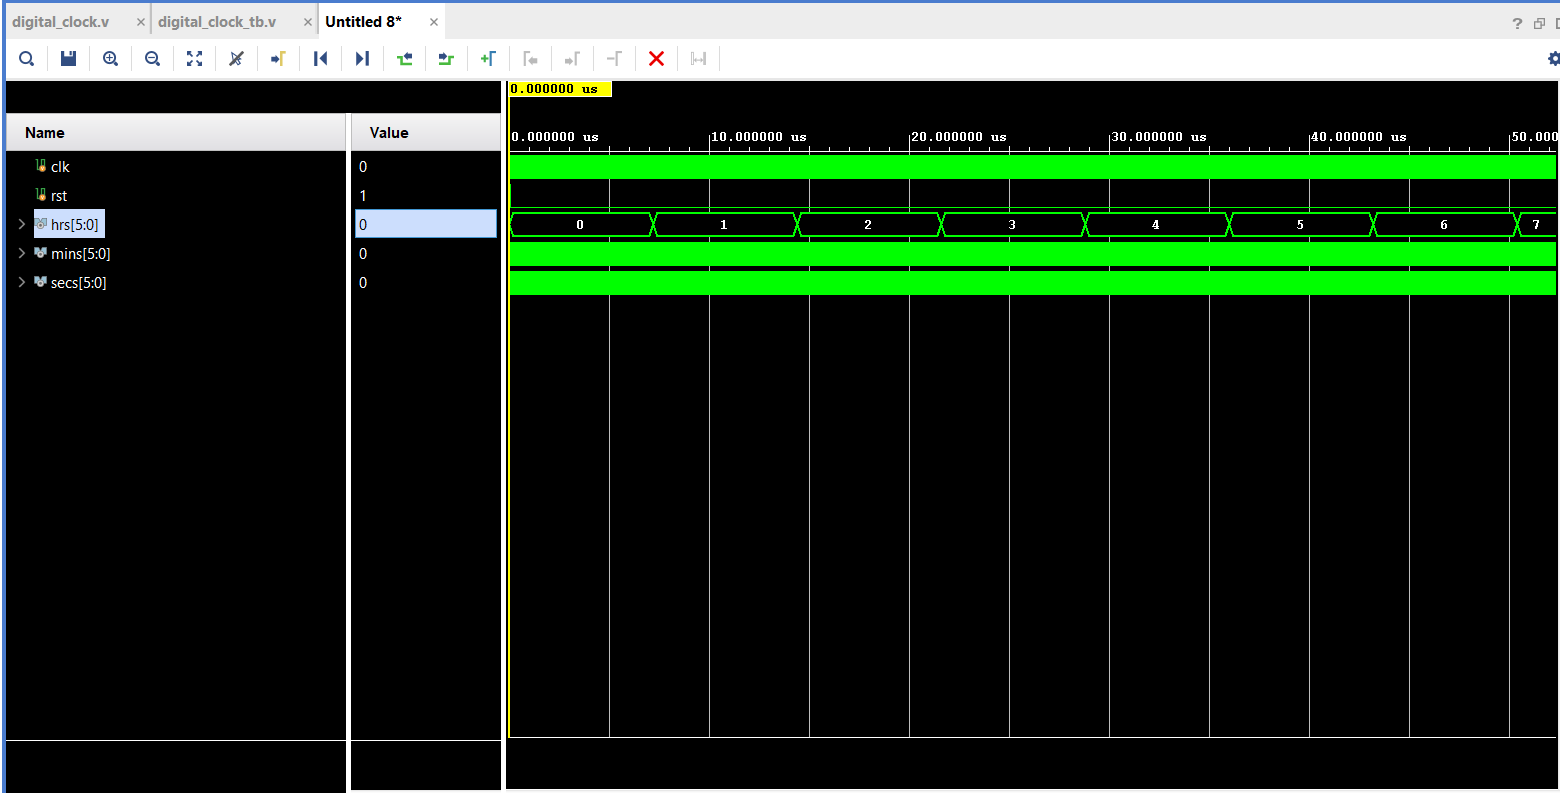 digital_clock.v × digital_clock_tb.v × Untitled 8* ×
?
0.000000 us
Name Value
0.000000 us 10.000000 us 20.000000 us 30.000000 us 40.000000 us 50.000
clk 0
rst 1
hrs[5:0] 0 0 1 2 3 4 5 6 7
mins[5:0] 0
secs[5:0] 0